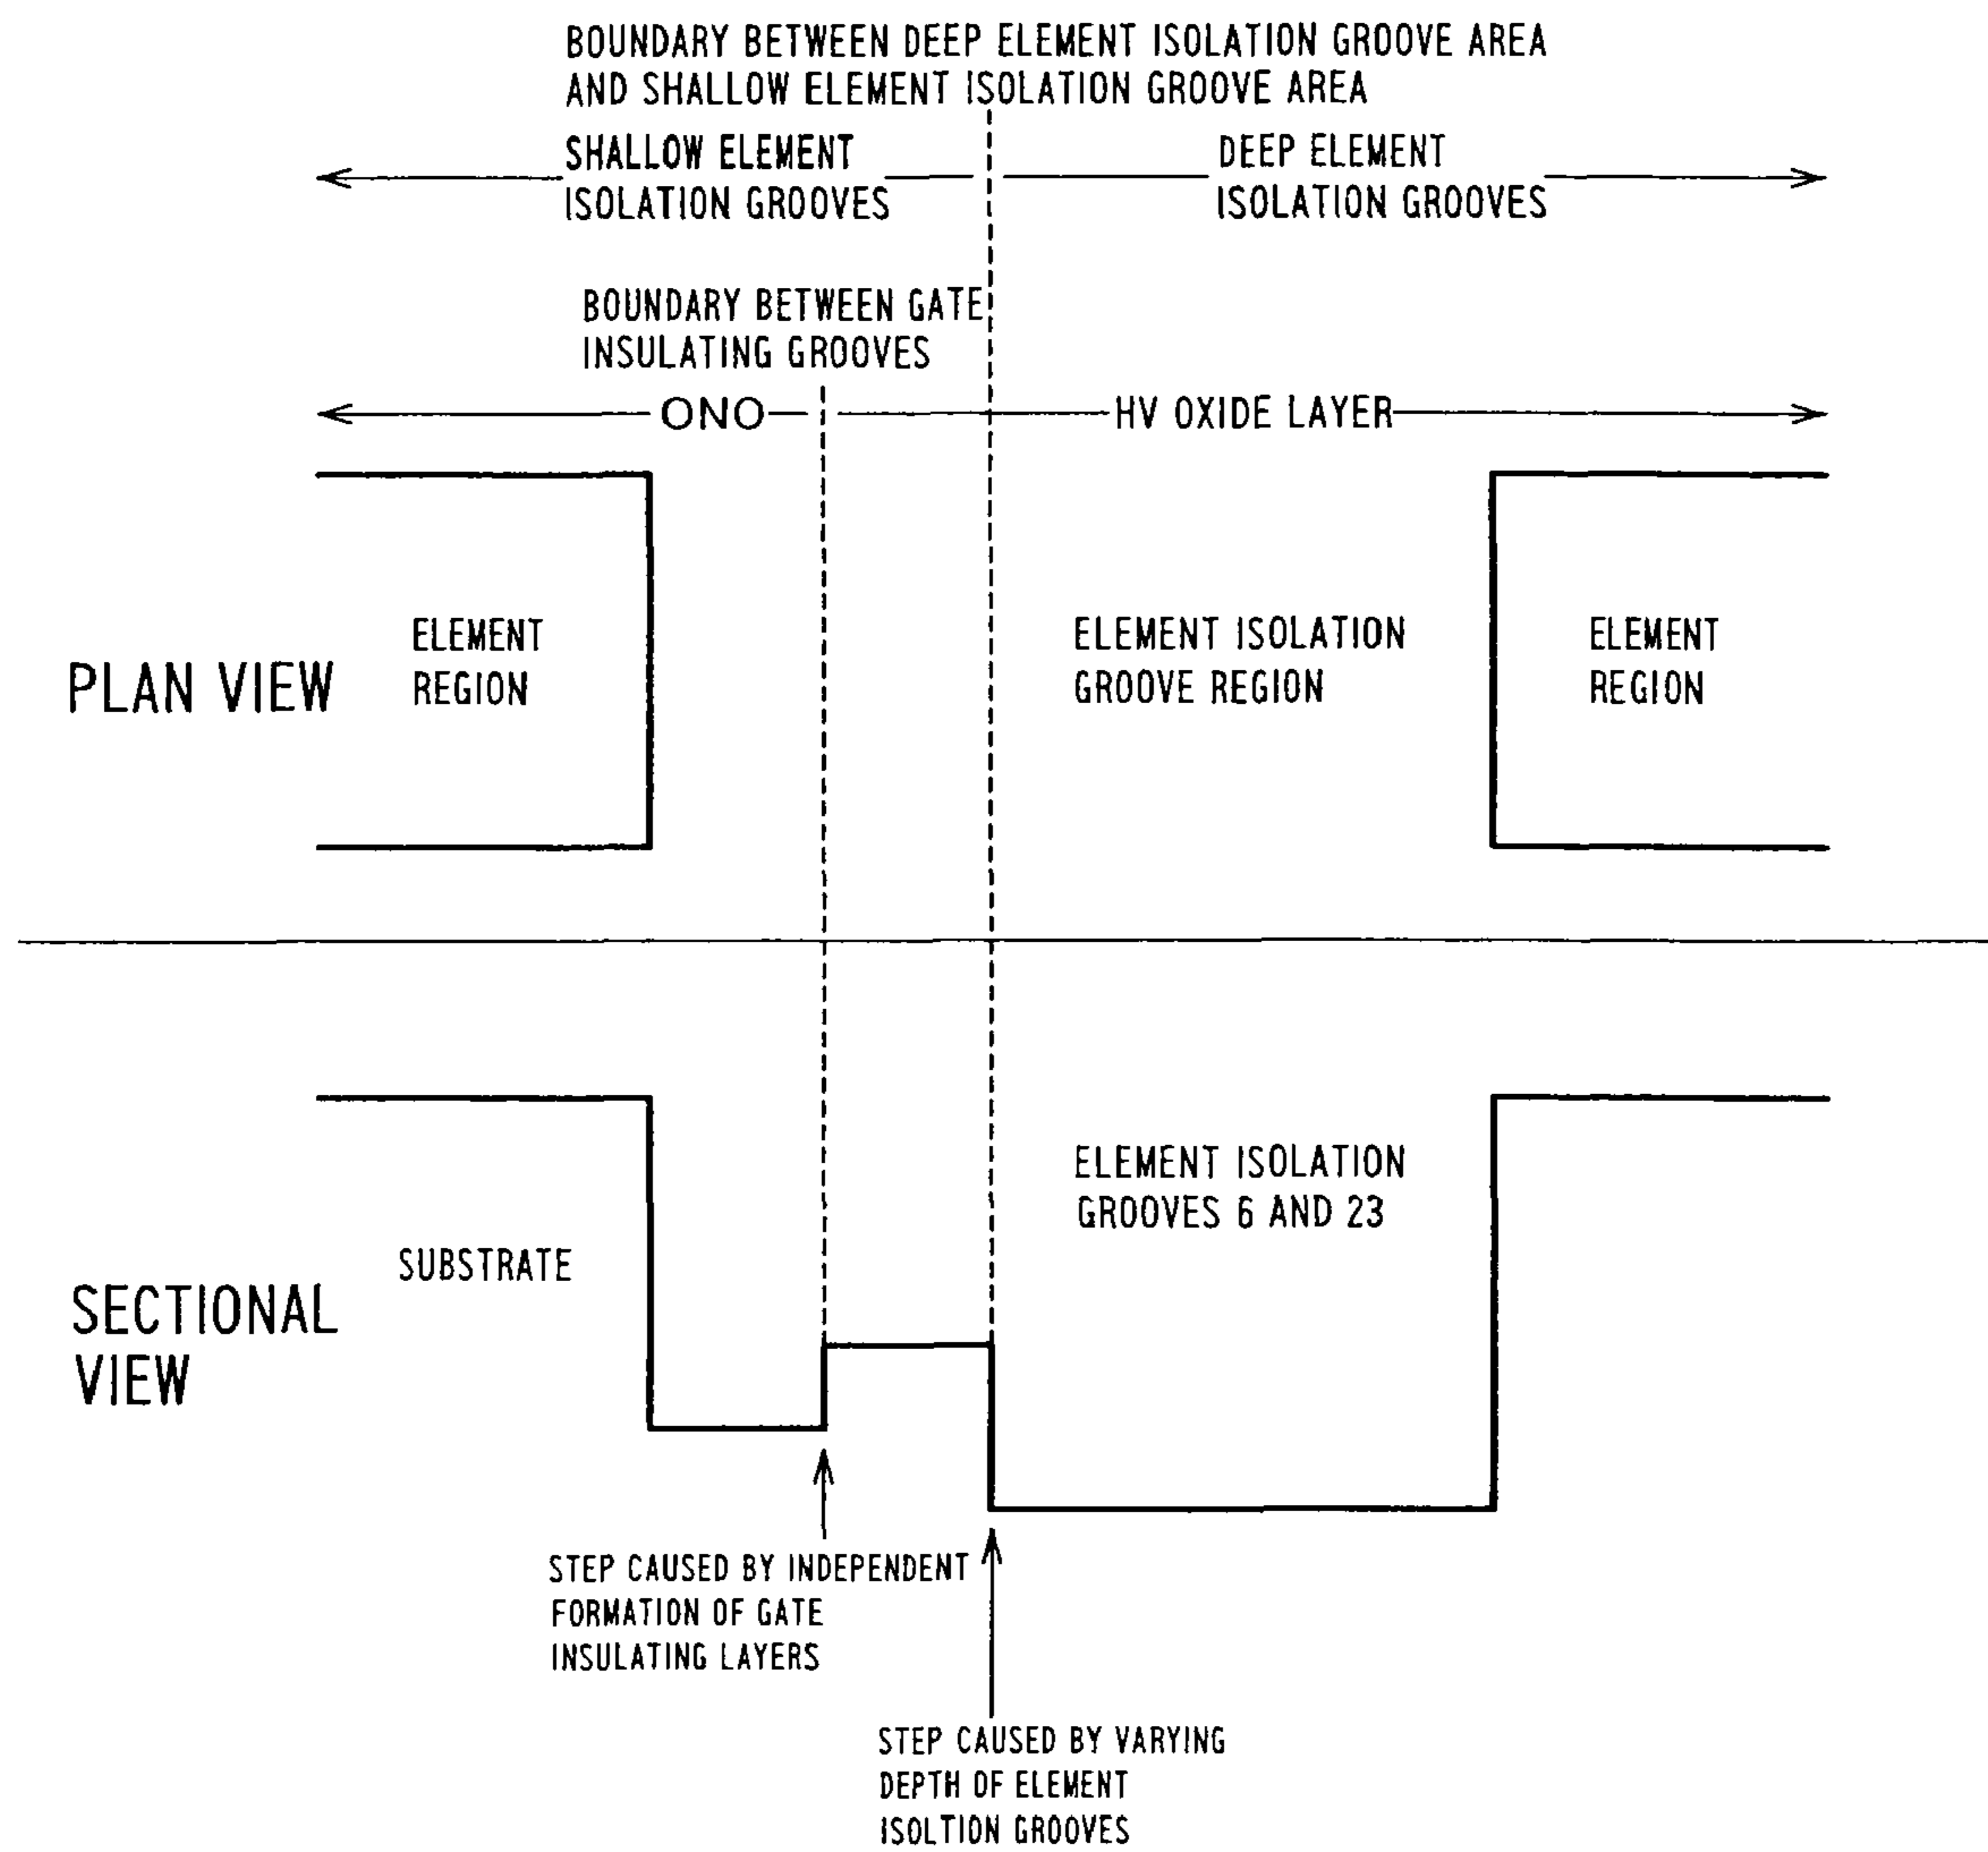 BOUNDARY BETWEEN DEEP ELEMENT ISOLATION GROOVE AREA
AND SHALLOW ELEMENT ISOLATION GROOVE AREA
SHALLOW ELEMENT
ISOLATION GROOVES
DEEP ELEMENT
ISOLATION GROOVES
BOUNDARY BETWEEN GATE
INSULATING GROOVES
ONO
HV OXIDE LAYER
PLAN VIEW
ELEMENT
REGION
ELEMENT ISOLATION
GROOVE REGION
ELEMENT
REGION
ELEMENT ISOLATION
GROOVES 6 AND 23
SUBSTRATE
SECTIONAL
VIEW
STEP CAUSED BY INDEPENDENT
FORMATION OF GATE
INSULATING LAYERS
STEP CAUSED BY VARYING
DEPTH OF ELEMENT
ISOLTION GROOVES